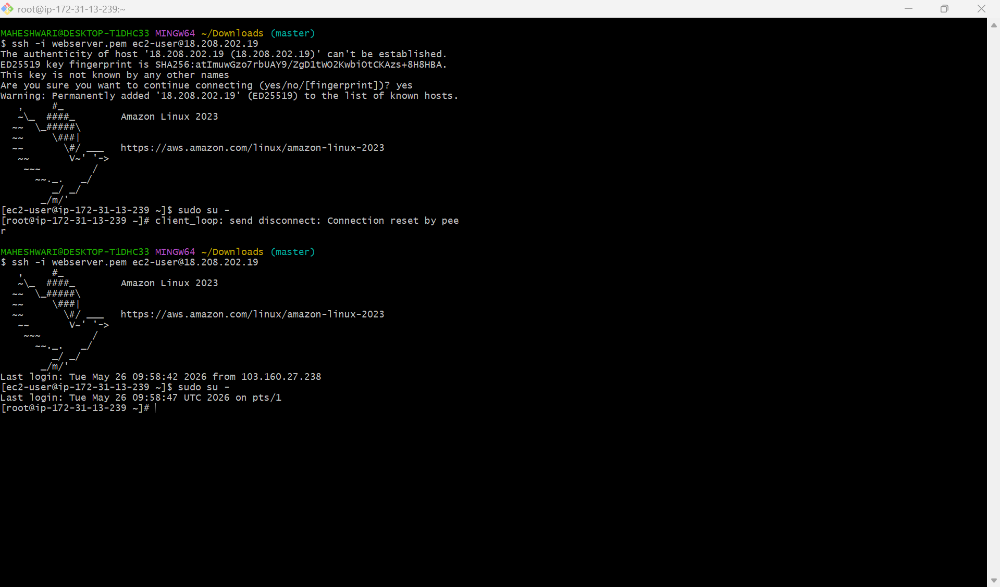 root@ip-172-31-13-239:~
MAHESHWARI@DESKTOP-T1DHC33 MINGW64 ~/Downloads (master)
$ ssh -i webserver.pem ec2-user@18.208.202.19
The authenticity of host '18.208.202.19 (18.208.202.19)' can't be established.
ED25519 key fingerprint is SHA256:atImuwGzo7rbUAY9/ZgD1tWO2KwbiOtCKAzs+8H8HBA.
This key is not known by any other names
Are you sure you want to continue connecting (yes/no/[fingerprint])? yes
Warning: Permanently added '18.208.202.19' (ED25519) to the list of known hosts.
   ,     #_
   ~\_  ####_        Amazon Linux 2023
  ~~  \_#####\
  ~~     \###|
  ~~       \#/ ___   https://aws.amazon.com/linux/amazon-linux-2023
   ~~       V~' '->
    ~~~         /
      ~~._.   _/
         _/ _/
       _/m/'
[ec2-user@ip-172-31-13-239 ~]$ sudo su -
[root@ip-172-31-13-239 ~]# client_loop: send disconnect: Connection reset by pee
r
MAHESHWARI@DESKTOP-T1DHC33 MINGW64 ~/Downloads (master)
$ ssh -i webserver.pem ec2-user@18.208.202.19
   ,     #_
   ~\_  ####_        Amazon Linux 2023
  ~~  \_#####\
  ~~     \###|
  ~~       \#/ ___   https://aws.amazon.com/linux/amazon-linux-2023
   ~~       V~' '->
    ~~~         /
      ~~._.   _/
         _/ _/
       _/m/'
Last login: Tue May 26 09:58:42 2026 from 103.160.27.238
[ec2-user@ip-172-31-13-239 ~]$ sudo su -
Last login: Tue May 26 09:58:47 UTC 2026 on pts/1
[root@ip-172-31-13-239 ~]#